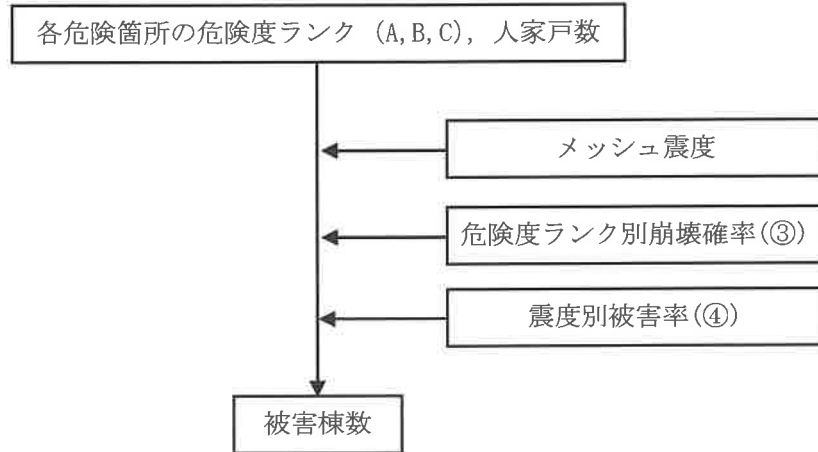 各危険箇所の危険度ランク (A,B,C), 人家戸数
メッシュ震度
危険度ランク別崩壊確率(③)
震度別被害率(④)
被害棟数